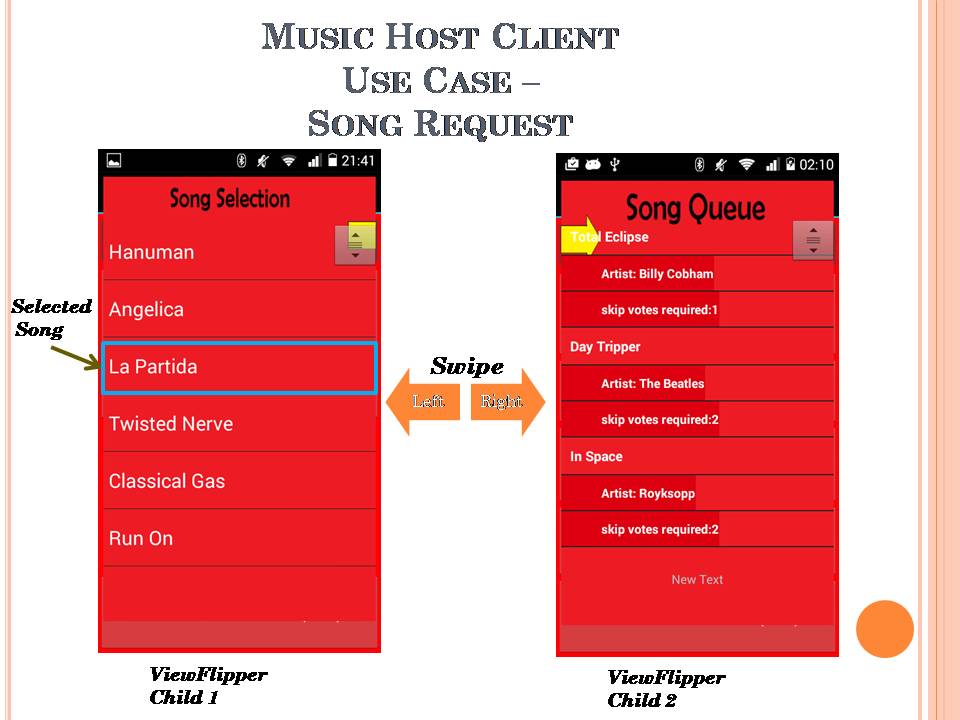 MUSIC HOST CLIENT
USE CASE –
SONG REQUEST
21:41
Song Selection
Hanuman
Angelica
La Partida
Twisted Nerve
Classical Gas
Run On
Selected
Song
Swipe
Left
Right
02:10
Song Queue
Total Eclipse
Artist: Billy Cobham
skip votes required:1
Day Tripper
Artist: The Beatles
skip votes required:2
In Space
Artist: Royksopp
skip votes required:2
New Text
ViewFlipper
Child 1
ViewFlipper
Child 2